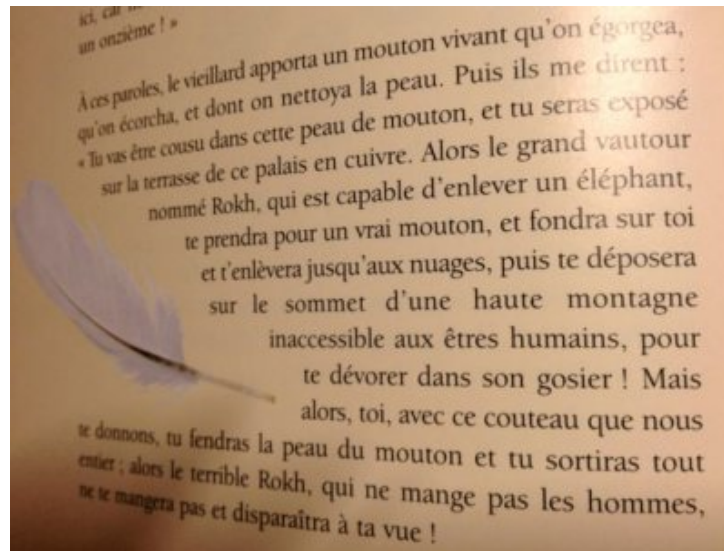 ici, car
un onzième ! »
À ces paroles, le vieillard apporta un mouton vivant qu'on égorgea,
qu'on écorcha, et dont on nettoya la peau. Puis ils me dirent :
« Tu vas être cousu dans cette peau de mouton, et tu seras exposé
sur la terrasse de ce palais en cuivre. Alors le grand vautour
nommé Rokh, qui est capable d'enlever un éléphant,
te prendra pour un vrai mouton, et fondra sur toi
et t'enlèvera jusqu'aux nuages, puis te déposera
sur le sommet d'une haute montagne
inaccessible aux êtres humains, pour
te dévorer dans son gosier ! Mais
alors, toi, avec ce couteau que nous
te donnons, tu fendras la peau du mouton et tu sortiras tout
entier ; alors le terrible Rokh, qui ne mange pas les hommes,
ne te mangera pas et disparaîtra à ta vue !